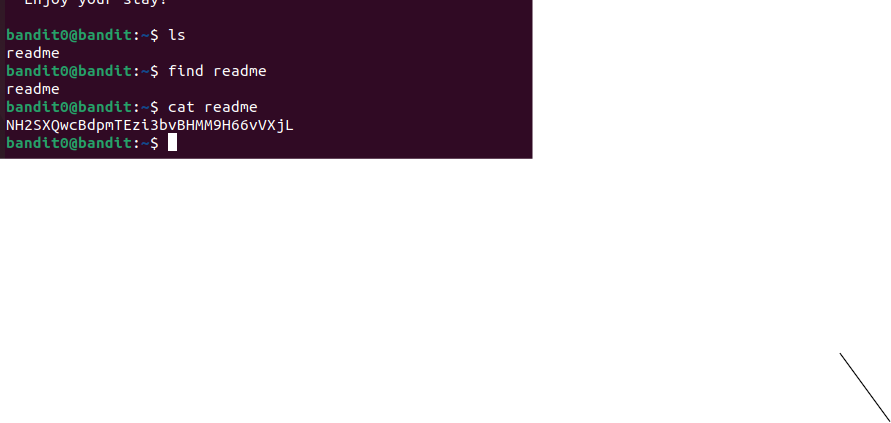 Enjoy your stay!
bandit0@bandit:~$ ls
readme
bandit0@bandit:~$ find readme
readme
bandit0@bandit:~$ cat readme
NH2SXQwcBdpmTEzi3bvBHMM9H66vVXjL
bandit0@bandit:~$